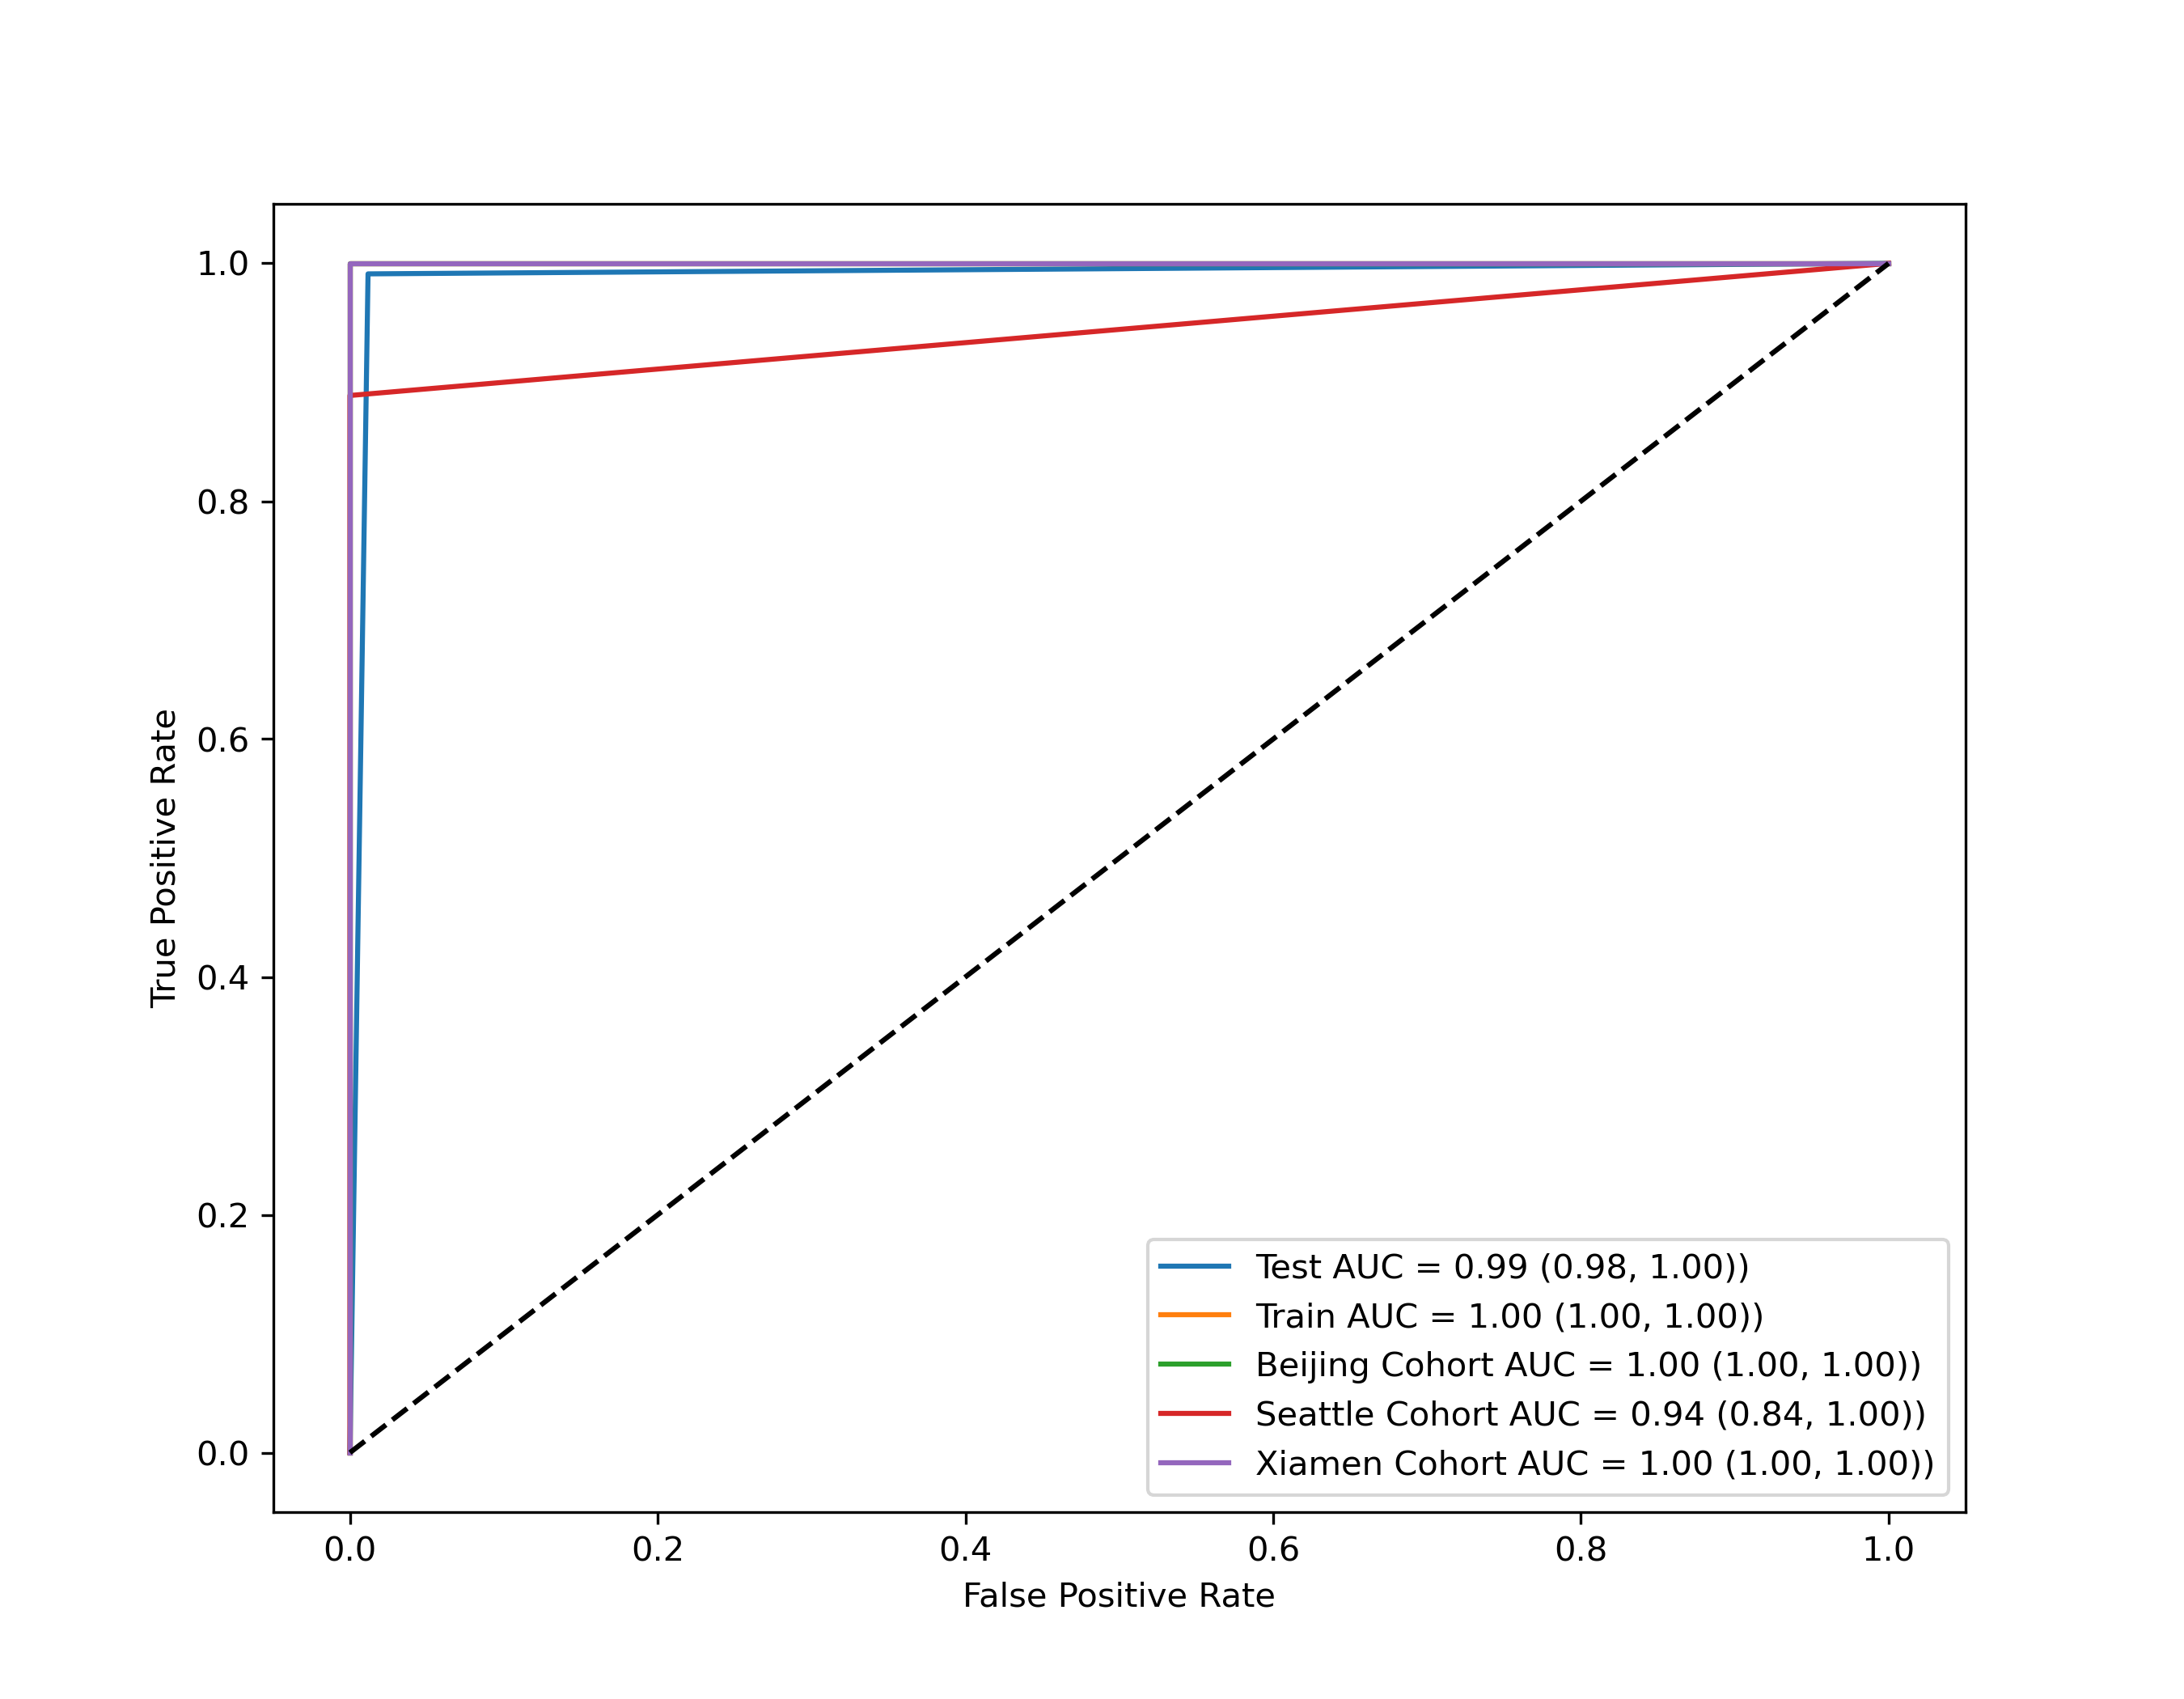 1.0
0.8
0.6
0.4
0.2
0.0
True Positive Rate
Test AUC = 0.99 (0.98, 1.00))
Train AUC = 1.00 (1.00, 1.00))
Beijing Cohort AUC = 1.00 (1.00, 1.00))
Seattle Cohort AUC = 0.94 (0.84, 1.00))
Xiamen Cohort AUC = 1.00 (1.00, 1.00))
0.0 0.2 0.4 0.6 0.8 1.0
False Positive Rate